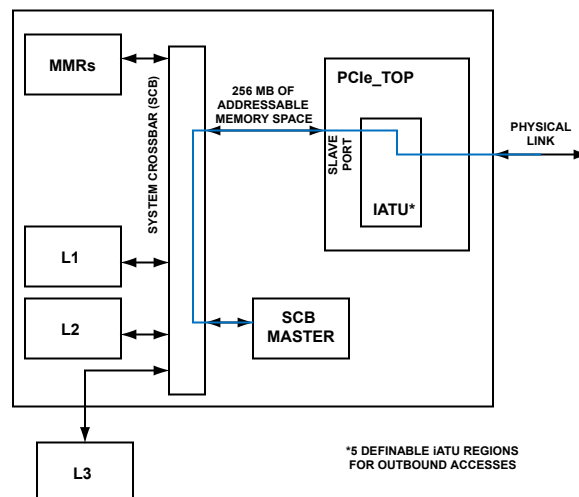 MMRs
SYSTEM CROSSBAR (SCB)
256 MB OF
ADDRESSABLE
MEMORY SPACE
PCIe_TOP
SLAVE
PORT
IATU*
PHYSICAL
LINK
L1
L2
SCB
MASTER
L3
*5 DEFINABLE iATU REGIONS
FOR OUTBOUND ACCESSES